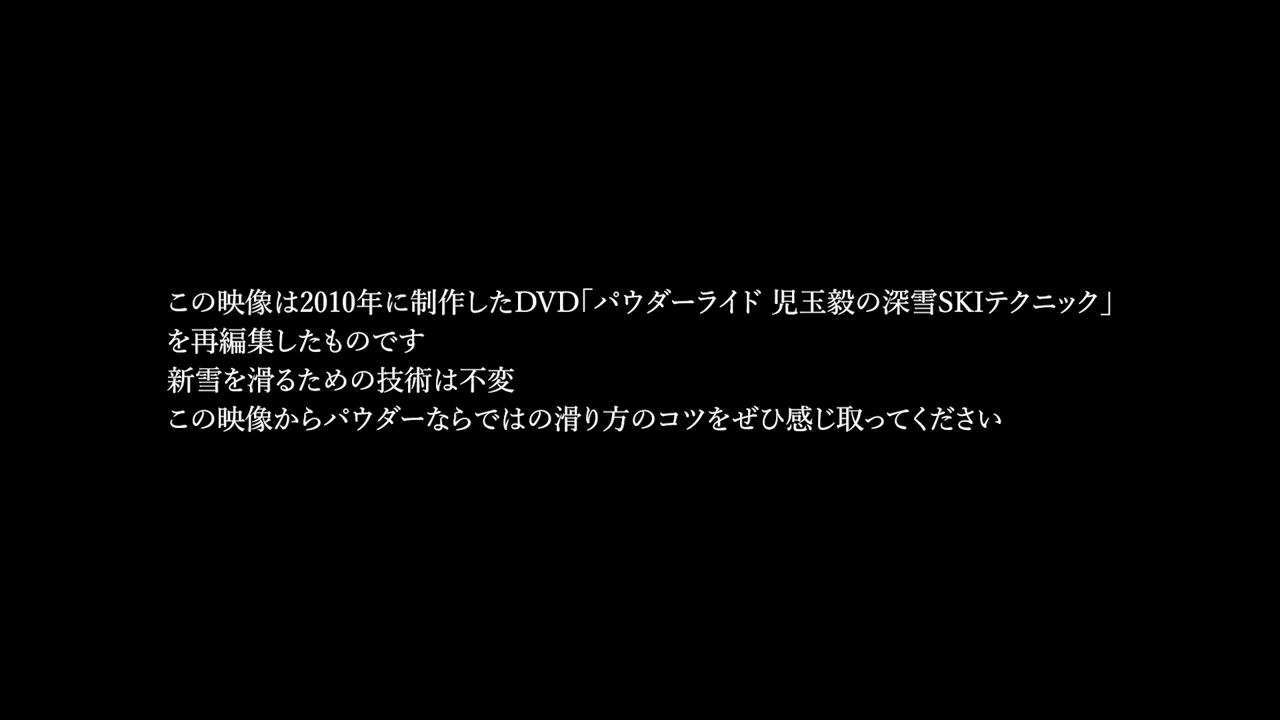 この映像は2010年に制作したDVD「パウダーライド 児玉毅の深雪SKIテクニック」
を再編集したものです
新雪を滑るための技術は不変
この映像からパウダーならではの滑り方のコツをぜひ感じ取ってください